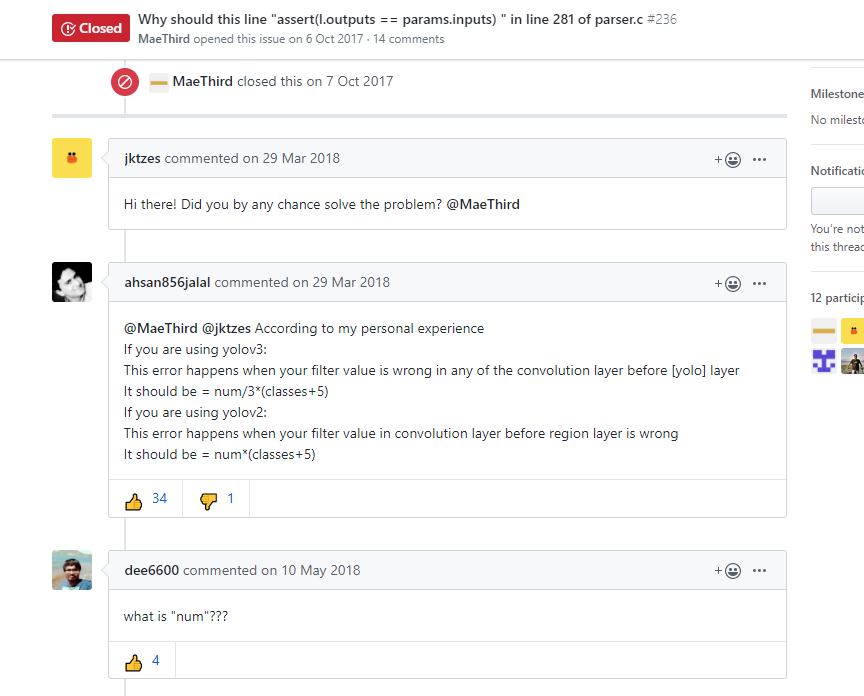 Closed
Why should this line "assert(l.outputs == params.inputs) " in line 281 of parser.c #236
MaeThird opened this issue on 6 Oct 2017 · 14 comments
MaeThird closed this on 7 Oct 2017
Milestone
No milesto
jktzes commented on 29 Mar 2018
Hi there! Did you by any chance solve the problem? @MaeThird
Notificatio
You're not
this thread
ahsan856jalal commented on 29 Mar 2018
12 particip
@MaeThird @jktzes According to my personal experience
If you are using yolov3:
This error happens when your filter value is wrong in any of the convolution layer before [yolo] layer
It should be = num/3*(classes+5)
If you are using yolov2:
This error happens when your filter value in convolution layer before region layer is wrong
It should be = num*(classes+5)
34
1
dee6600 commented on 10 May 2018
what is "num"???
4